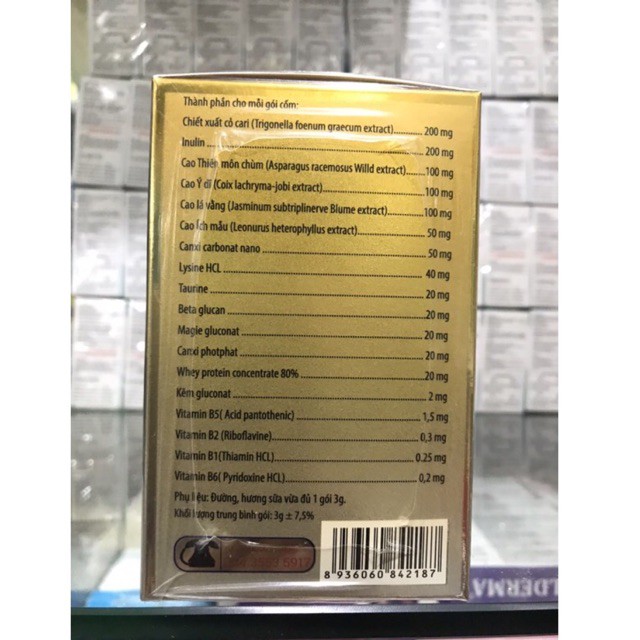 Thành phần cho mỗi gói cốm:
Chiết xuất cỏ cari (Trigonella foenum graecum extract)............ 200 mg
Inulin............ 200 mg
Cao Thiên môn chùm (Asparagus racemosus Willd extract)......100 mg
Cao Ý dĩ (Coix lachryma-jobi extract)............100 mg
Cao lá vằng (Jasminum subtriplinerve Blume extract)............100 mg
Cao Ích mẫu (Leonurus heterophyllus extract)............ 50 mg
Canxi carbonat nano ............ 50 mg
Lysine HCL ............ 40 mg
Taurine ............ 20 mg
Beta glucan ............20 mg
Magie gluconat ............ 20 mg
Canxi photphat ............ 20 mg
Whey protein concentrate 80% ............20 mg
Kẽm gluconat ............ 2 mg
Vitamin B5( Acid pantothenic) ............ 1,5 mg
Vitamin B2 (Riboflavine)............ 0,3 mg
Vitamin B1(Thiamin HCL)............ 0.25 mg
Vitamin B6( Pyridoxine HCL)............ 0,2 mg
Phụ liệu: Đường, hương sữa vừa đủ 1 gói 3g.
Khối lượng trung bình gói: 3g ± 7,5%
5917
8 936060 842187
LDERMA